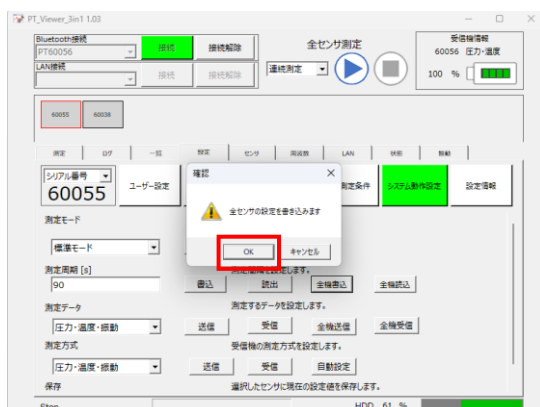 PT_Viewer_3in1 1.03
Bluetooth接続
PT60056
接続
接続解除
全センサ測定
受信機情報
60056 圧力・温度
LAN接続
接続
接続解除
連続測定
100 %
60055
60038
測定
ログ
一覧
設定
センサ
周波数
LAN
状態
移動
シリアル番号
60055
ユーザー設定
測定条件
システム動作設定
設定情報
確認
全センサの設定を書き込みます
OK
キャンセル
測定モード
標準モード
測定周期 [s]
90
書込
読出
全機書込
全機読込
測定データ
測定するデータを設定します。
圧力・温度・振動
送信
受信
全機送信
全機受信
測定方式
受信機の測定方式を設定します。
圧力・温度・振動
送信
受信
自動設定
保存
選択したセンサに現在の設定値を保存します。
HDD 61 %